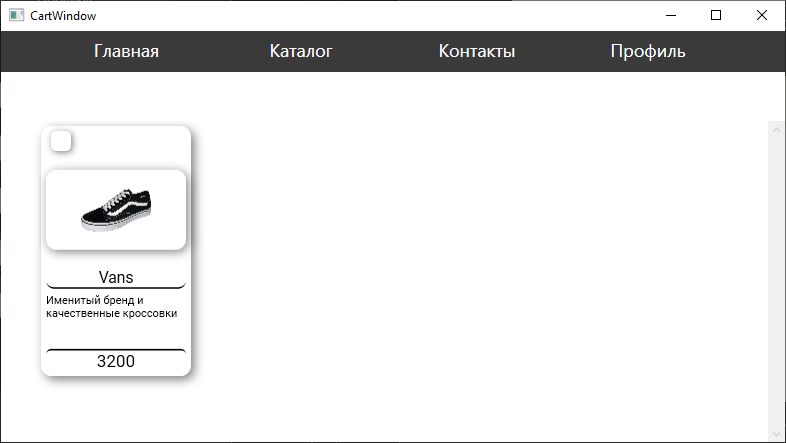 CartWindow
Главная Каталог Контакты Профиль
Vans
Именитый бренд и
качественные кроссовки
3200